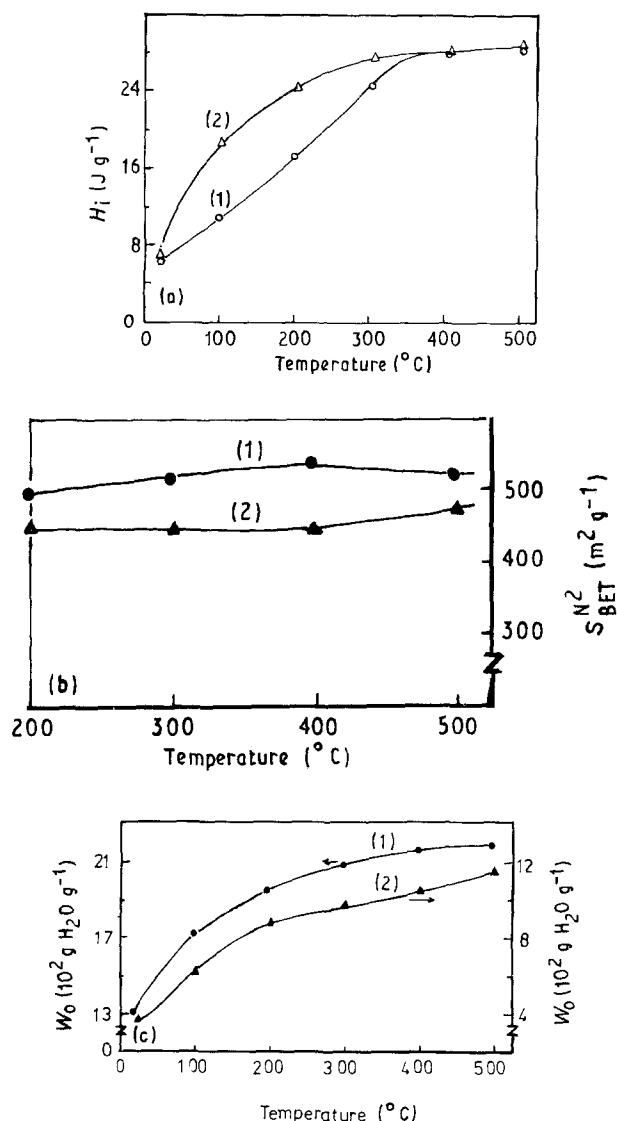 24
16
8
0
H_i (J g⁻¹)
(2)
(1)
(a)
0 100 200 300 400 500
Temperature (°C)
(1)
(2)
500
400
300
S^{N2}_{BET} (m² g⁻¹)
(b)
200 300 400 500
Temperature (°C)
21
17
13
0
W₀ (10² g H₂O g⁻¹)
(1)
(2)
12
8
4
W₀ (10² g H₂O g⁻¹)
(c)
0 100 200 300 400 500
Temperature (°C)